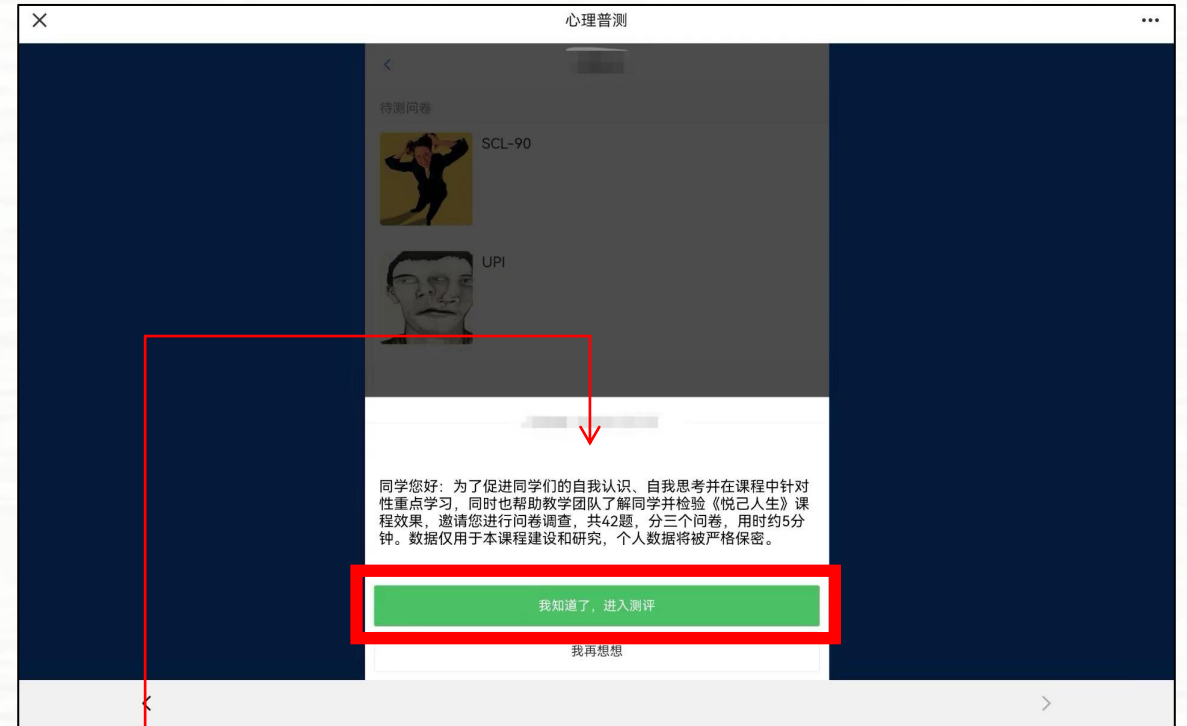 心理普测
待测问卷
SCL-90
UPI
同学您好：为了促进同学们的自我认识、自我思考并在课程中针对
性重点学习，同时也帮助教学团队了解同学并检验《悦己人生》课
程效果，邀请您进行问卷调查，共42题，分三个问卷，用时约5分
钟。数据仅用于本课程建设和研究，个人数据将被严格保密。
我知道了，进入测评
我再想想